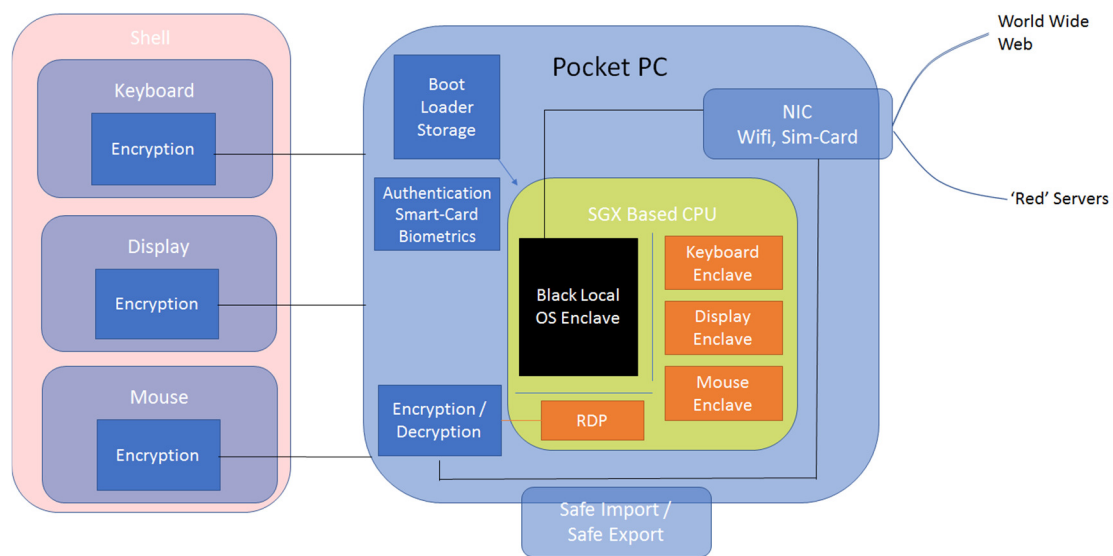 Shell
Keyboard
Encryption
Display
Encryption
Mouse
Encryption
Pocket PC
Boot
Loader
Storage
Authentication
Smart-Card
Biometrics
Encryption /
Decryption
SGX Based CPU
Black Local
OS Enclave
Keyboard
Enclave
Display
Enclave
Mouse
Enclave
RDP
NIC
Wifi, Sim-Card
Safe Import /
Safe Export
World Wide
Web
‘Red’ Servers